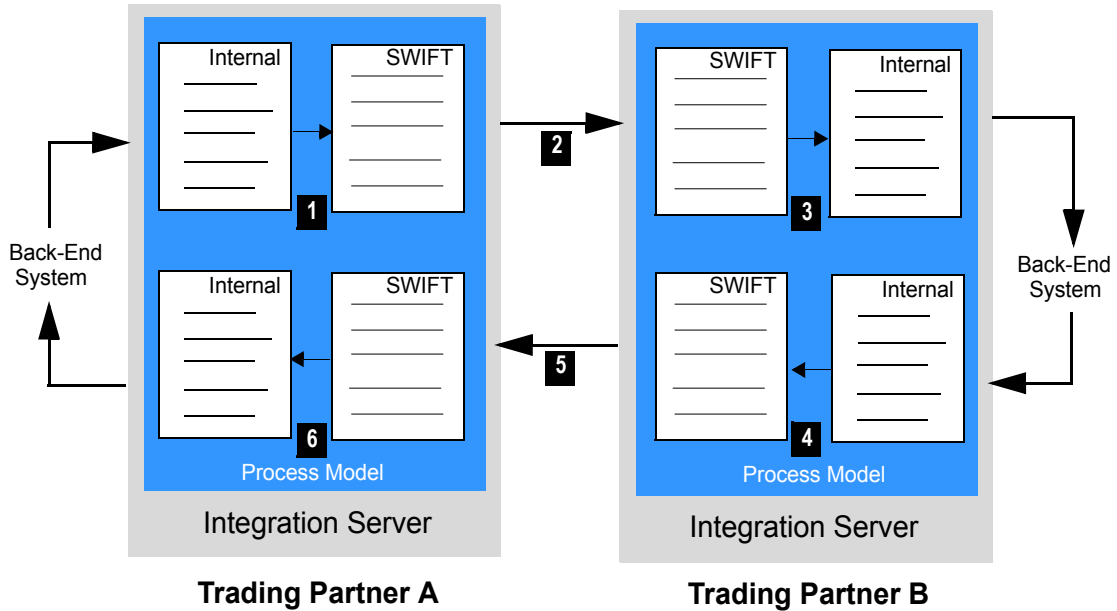 Internal
SWIFT
1
2
SWIFT
Internal
3
Back-End
System
Back-End
System
Internal
SWIFT
6
5
SWIFT
Internal
4
Process Model
Process Model
Integration Server
Integration Server
Trading Partner A
Trading Partner B